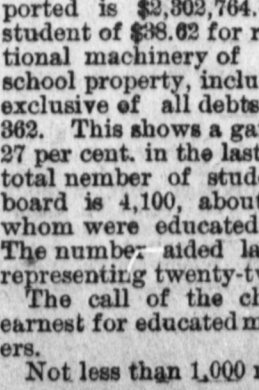 ported is $2,302,764.
student of $38.62 for
tional machinery of
school property, inclu
exclusive of all debts
362. This shows a ga
27 per cent. in the last
total nember of stud
board is 4,100, abou
whom were educated
The number aided la
representing twenty-tv
The call of the ch
earnest for educated m
ers.
Not less than 1,000